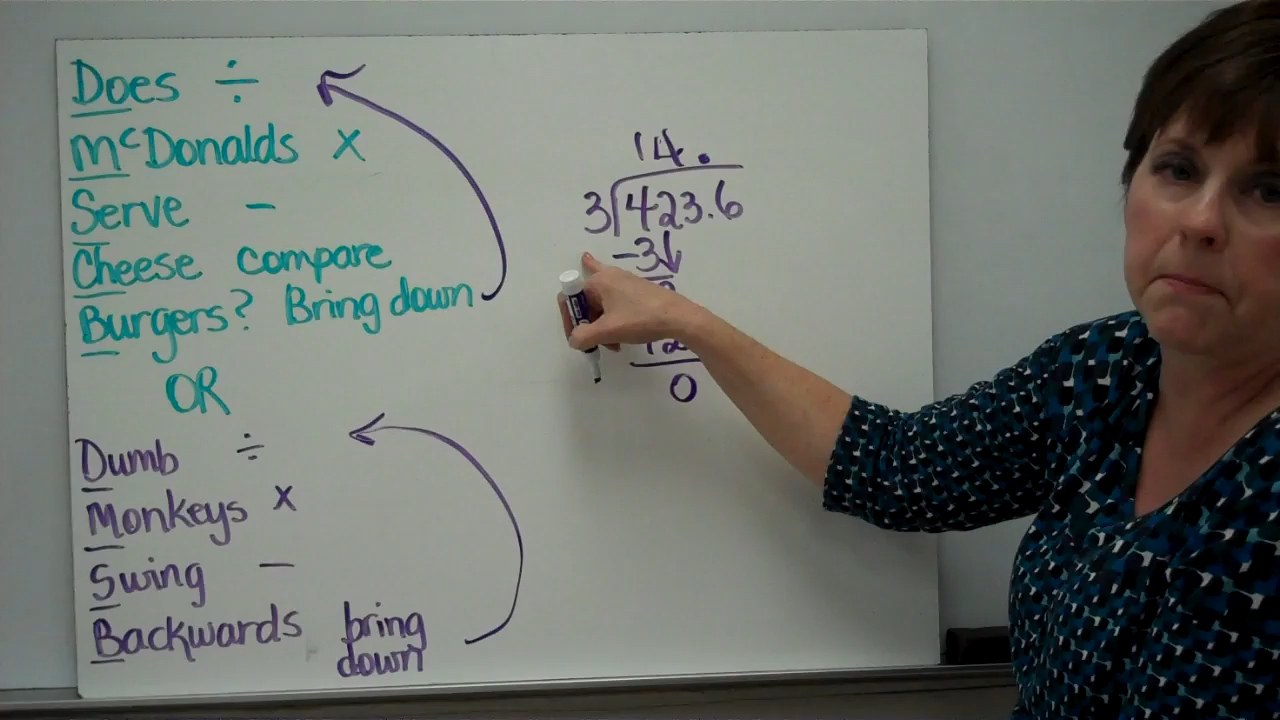 Does ÷
McDonalds x
Serve -
Cheese compare
Burgers? Bring down
OR
Dumb ÷
Monkeys x
Swing -
Backwards bring down
14.
3)423.6
-3↓
12
0